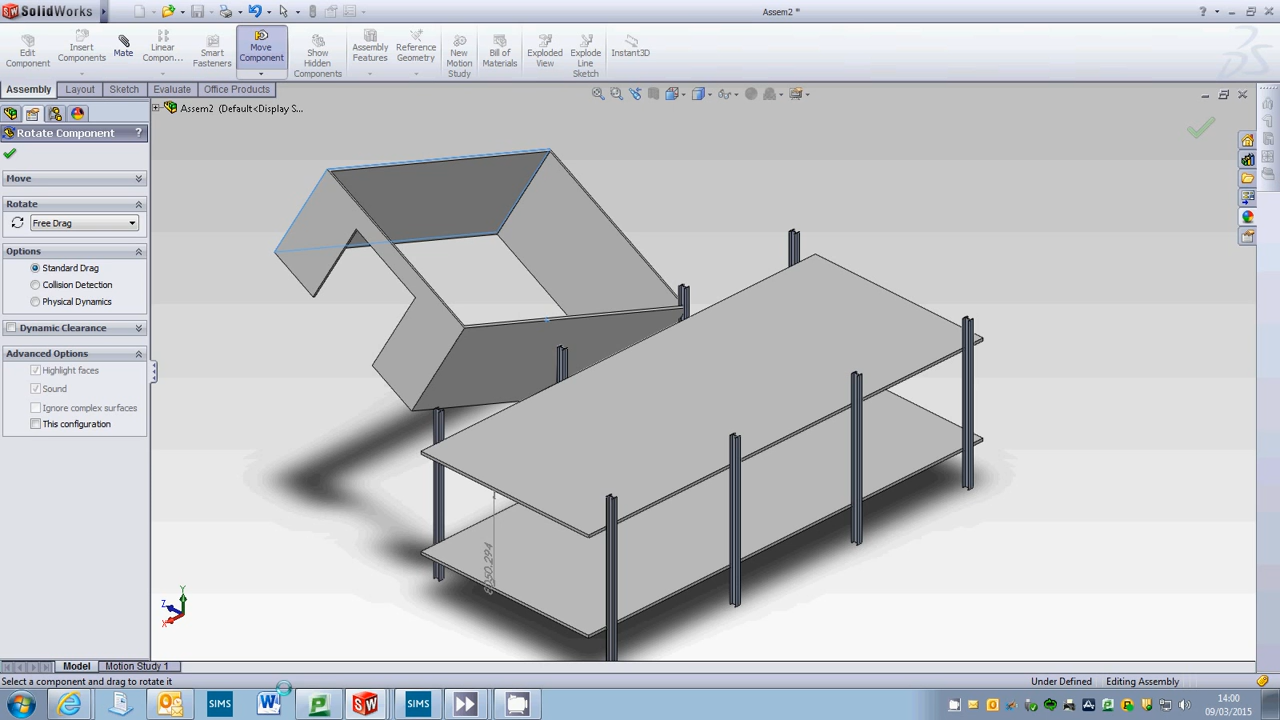 SolidWorks
Assem2 *
?
Edit Component
Insert Components
Mate
Linear Compon...
Smart Fasteners
Move Component
Show Hidden Components
Assembly Features
Reference Geometry
New Motion Study
Bill of Materials
Exploded View
Explode Line Sketch
Instant3D
Assembly Layout Sketch Evaluate Office Products
Assem2 (Default<Display S...
Rotate Component ?
Move
Rotate
Free Drag
Options
Standard Drag
Collision Detection
Physical Dynamics
Dynamic Clearance
Advanced Options
Highlight faces
Sound
Ignore complex surfaces
This configuration
Y
Z
X
Model Motion Study 1
Select a component and drag to rotate it Under Defined Editing Assembly
SIMS SIMS
14:00
09/03/2015